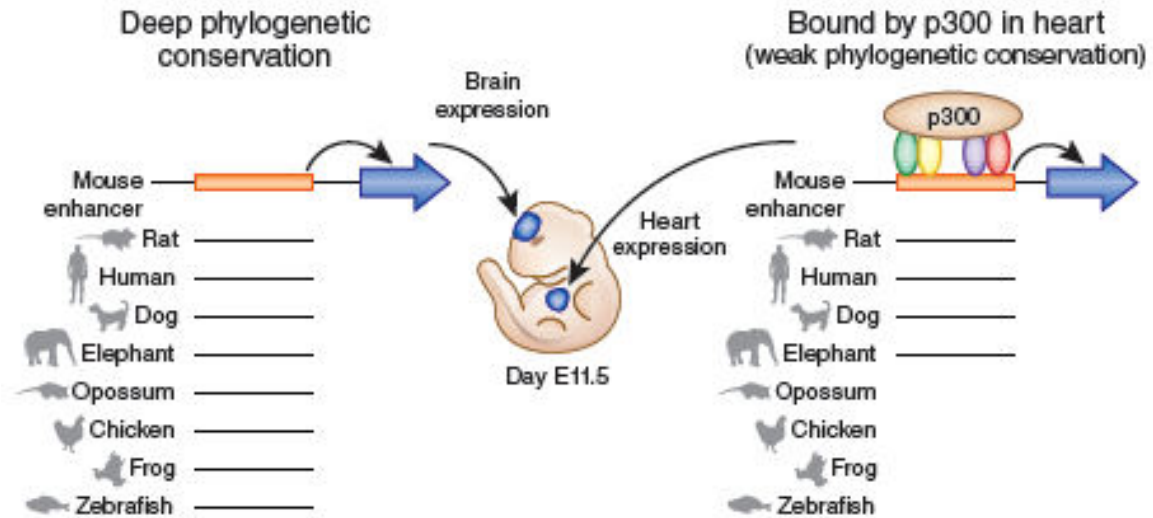 Deep phylogenetic
conservation
Brain
expression
Mouse
enhancer
Rat
Human
Dog
Elephant
Opossum
Chicken
Frog
Zebrafish
Heart
expression
Day E11.5
Bound by p300 in heart
(weak phylogenetic conservation)
p300
Mouse
enhancer
Rat
Human
Dog
Elephant
Opossum
Chicken
Frog
Zebrafish